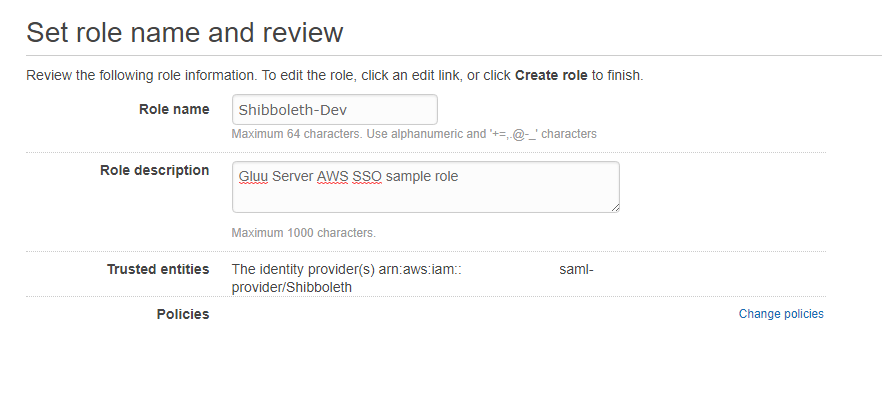 Set role name and review
Review the following role information. To edit the role, click an edit link, or click Create role to finish.
Role name Shibboleth-Dev
Maximum 64 characters. Use alphanumeric and '+=,.@-_' characters
Role description Gluu Server AWS SSO sample role
Maximum 1000 characters.
Trusted entities The identity provider(s) arn:aws:iam:: saml-
provider/Shibboleth
Policies Change policies